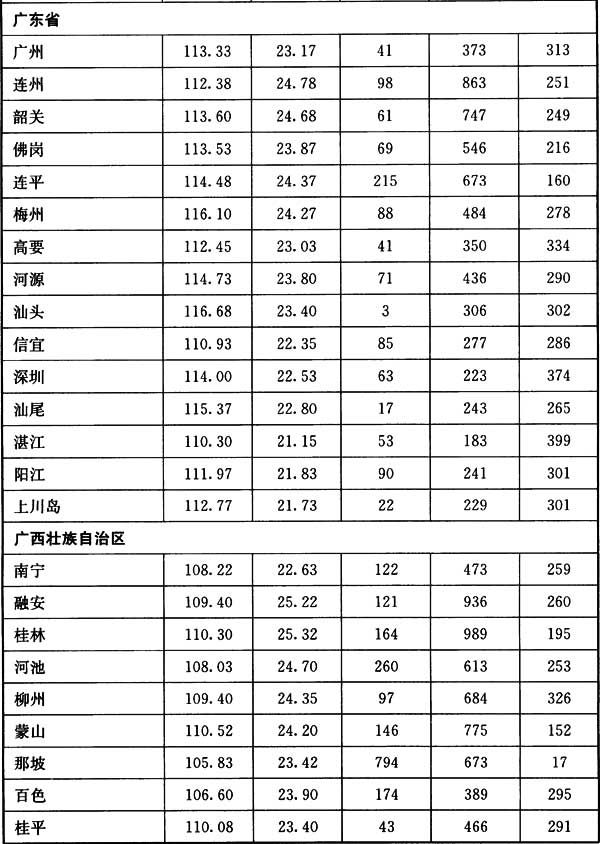 广东省
广州 113.33 23.17 41 373 313
连州 112.38 24.78 98 863 251
韶关 113.60 24.68 61 747 249
佛岗 113.53 23.87 69 546 216
连平 114.48 24.37 215 673 160
梅州 116.10 24.27 88 484 278
高要 112.45 23.03 41 350 334
河源 114.73 23.80 71 436 290
汕头 116.68 23.40 3 306 302
信宜 110.93 22.35 85 277 286
深圳 114.00 22.53 63 223 374
汕尾 115.37 22.80 17 243 265
湛江 110.30 21.15 53 183 399
阳江 111.97 21.83 90 241 301
上川岛 112.77 21.73 22 229 301
广西壮族自治区
南宁 108.22 22.63 122 473 259
融安 109.40 25.22 121 936 260
桂林 110.30 25.32 164 989 195
河池 108.03 24.70 260 613 253
柳州 109.40 24.35 97 684 326
蒙山 110.52 24.20 146 775 152
那坡 105.83 23.42 794 673 17
百色 106.60 23.90 174 389 295
桂平 110.08 23.40 43 466 291